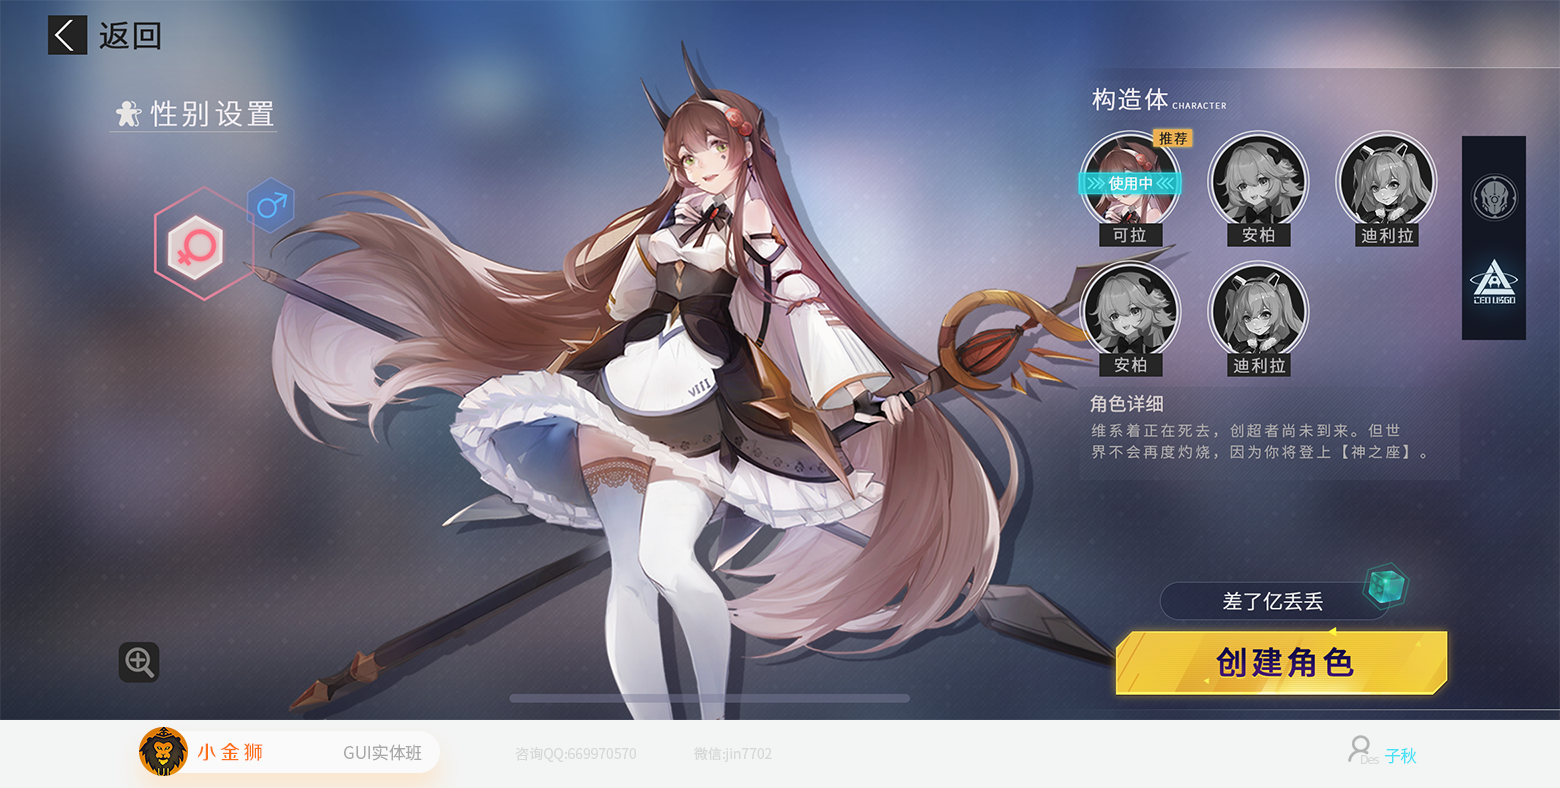 返回
性别设置
构造体 CHARACTER
推荐
使用中
可拉
安柏
迪利拉
安柏
迪利拉
角色详细
维系着正在死去，创超者尚未到来。但世
界不会再度灼烧，因为你将登上【神之座】。
VIII
差了亿丢丢
创建角色
小金狮
GUI实体班
咨询QQ:669970570
微信:jin7702
Des 子秋
UI